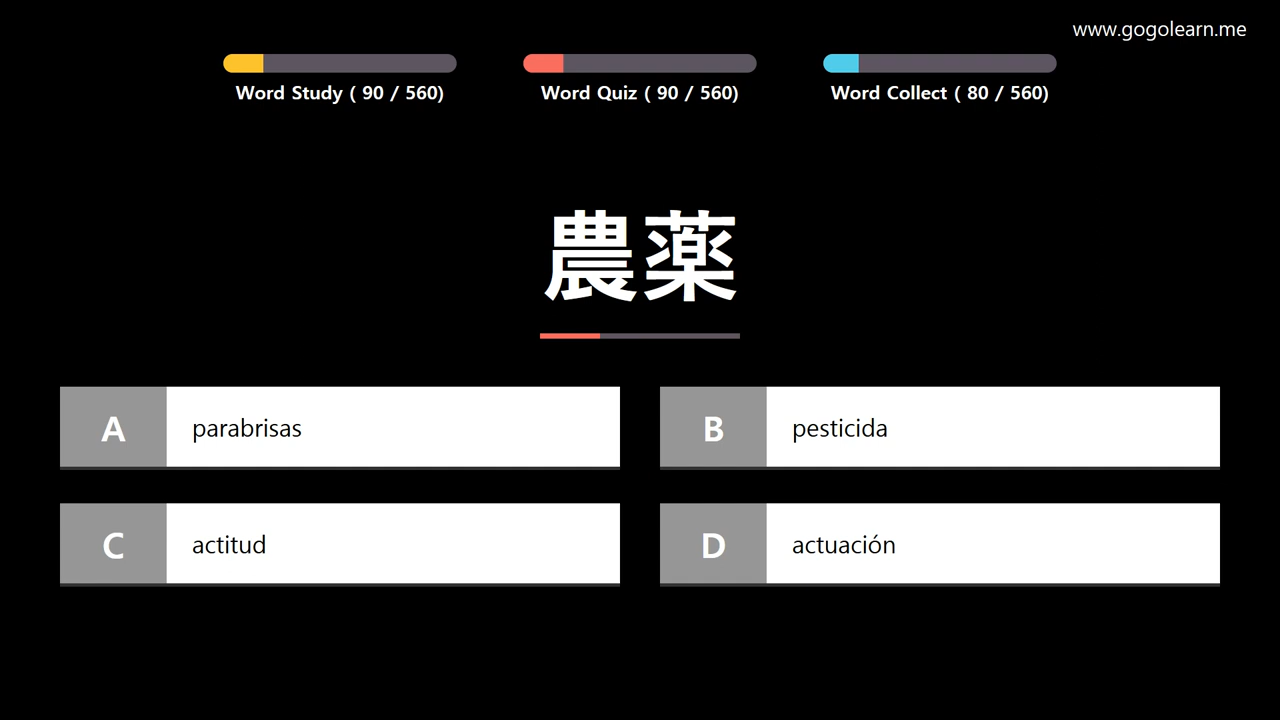 www.gogolearn.me
Word Study ( 90 / 560)
Word Quiz ( 90 / 560)
Word Collect ( 80 / 560)
農薬
A parabrisas
B pesticida
C actitud
D actuación